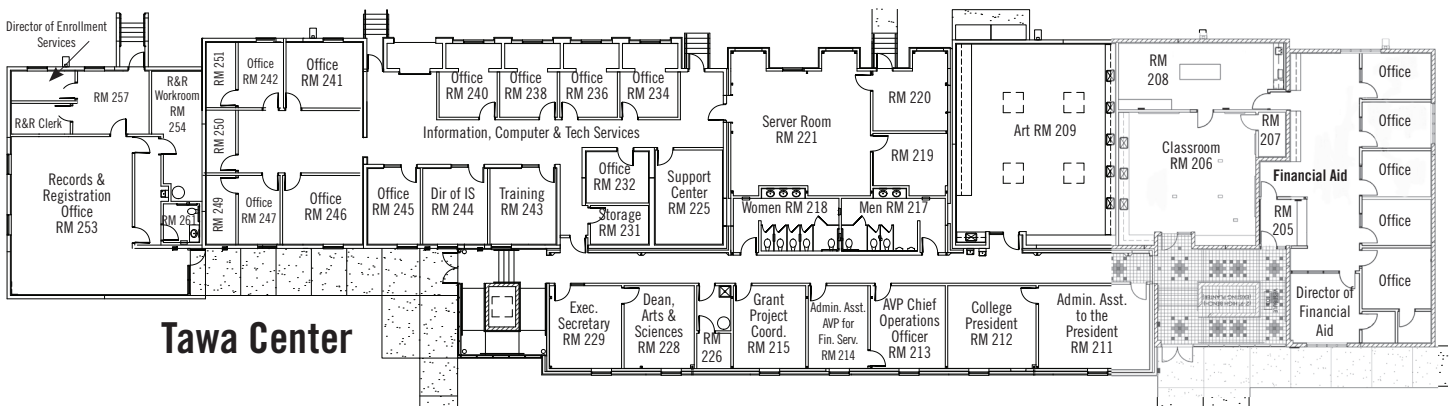 Director of Enrollment
Services
R&R Clerk
RM 257
R&R
Workroom
RM
254
Records &
Registration
Office
RM 253
RM 261
RM 251
Office
RM 242
Office
RM 241
RM 250
RM 249
Office
RM 247
Office
RM 246
Office
RM 240
Office
RM 238
Office
RM 236
Office
RM 234
Information, Computer & Tech Services
Office
RM 245
Dir of IS
RM 244
Training
RM 243
Office
RM 232
Storage
RM 231
Support
Center
RM 225
Server Room
RM 221
RM 220
RM 219
Women RM 218
Men RM 217
Art RM 209
RM
208
Classroom
RM 206
RM
207
Financial Aid
RM
205
Office
Office
Office
Office
Office
Director of
Financial
Aid
Tawa Center
Exec.
Secretary
RM 229
Dean,
Arts &
Sciences
RM 228
RM
226
Grant
Project
Coord.
RM 215
Admin. Asst.
AVP for
Fin. Serv.
RM 214
AVP Chief
Operations
Officer
RM 213
College
President
RM 212
Admin. Asst.
to the
President
RM 211